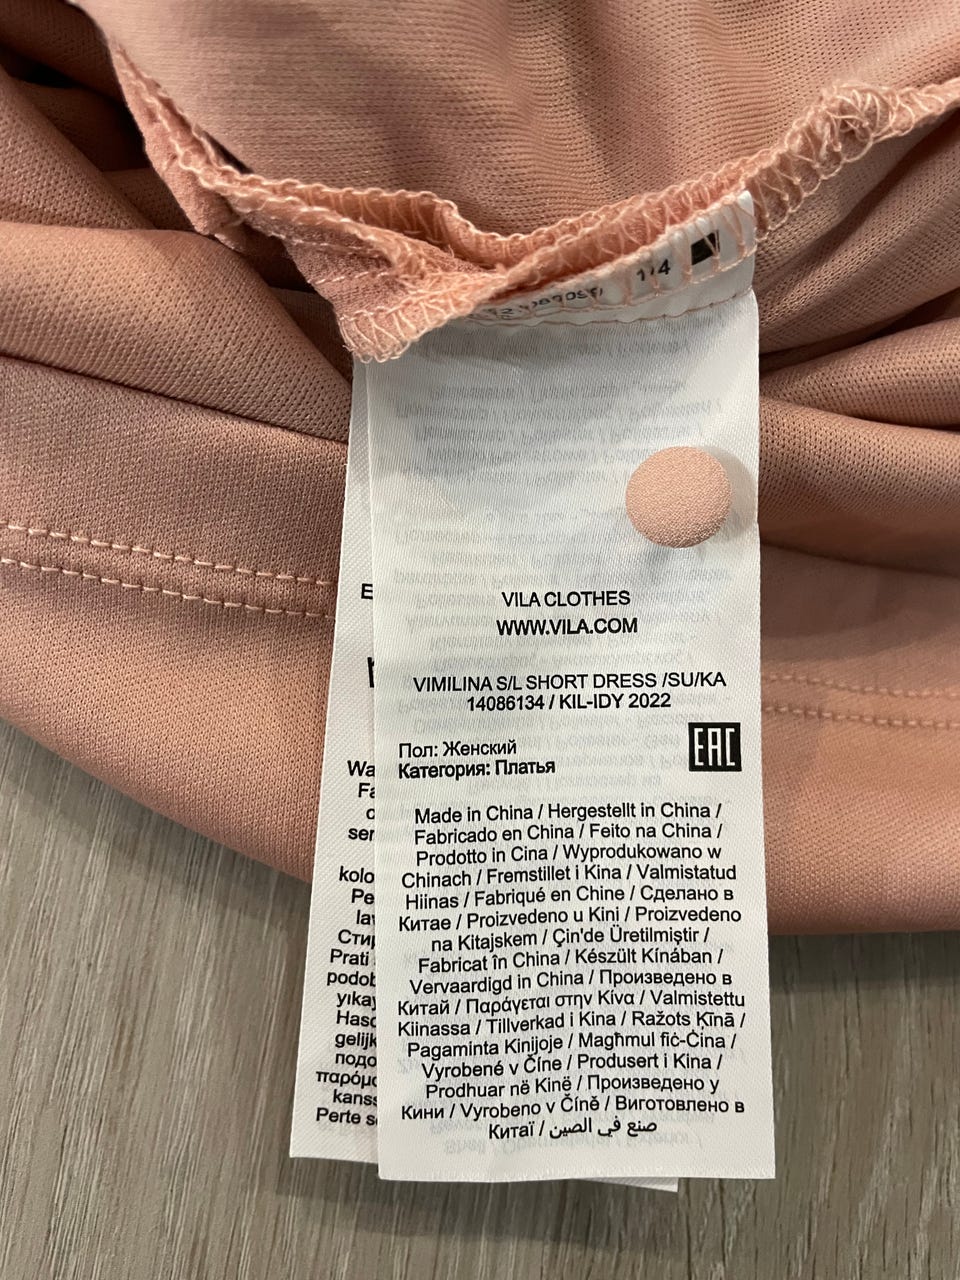 1/4
VILA CLOTHES
WWW.VILA.COM
VIMILINA S/L SHORT DRESS /SU/KA
14086134 / KIL-IDY 2022
Пол: Женский
Категория: Платья
EAC
Made in China / Hergestellt in China /
Fabricado en China / Feito na China /
Prodotto in Cina / Wyprodukowano w
Chinach / Fremstillet i Kina / Valmistatud
Hiinas / Fabriqué en Chine / Сделано в
Китае / Proizvedeno u Kini / Proizvedeno
na Kitajskem / Çin'de Üretilmiştir /
Fabricat în China / Készült Kínában /
Vervaardigd in China / Произведено в
Китай / Παράγεται στην Κίνα / Valmistettu
Kiinassa / Tillverkad i Kina / Ražots Ķīnā /
Pagaminta Kinijoje / Magħmul fiċ-Ċina /
Vyrobené v Číne / Produsert i Kina /
Prodhuar në Kinë / Произведено у
Кини / Vyrobeno v Číně / Виготовлено в
Китаї / صنع في الصين